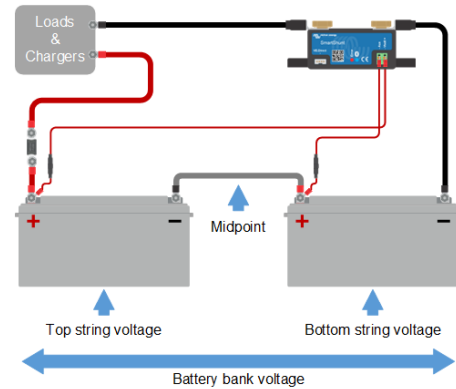 Loads
&
Chargers
SmartShunt
+
−
+
−
Midpoint
Top string voltage
Bottom string voltage
Battery bank voltage